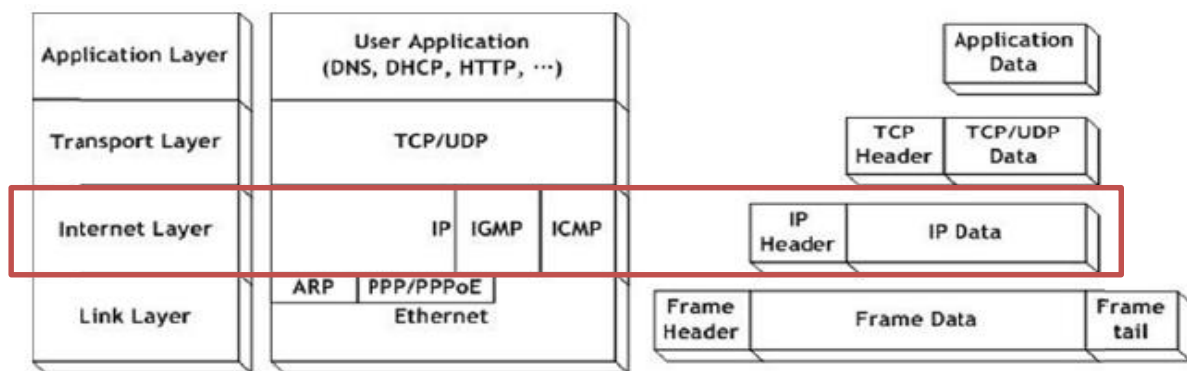 Application Layer
User Application
(DNS, DHCP, HTTP, ···)
Application
Data
Transport Layer
TCP/UDP
TCP
Header
TCP/UDP
Data
Internet Layer
IP
IGMP
ICMP
IP
Header
IP Data
Link Layer
ARP
PPP/PPPoE
Ethernet
Frame
Header
Frame Data
Frame
tail